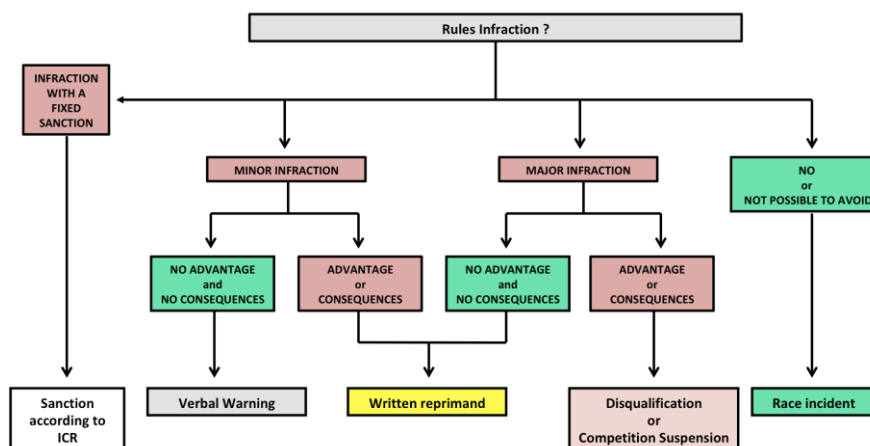 Rules Infraction ?
INFRACTION
WITH A
FIXED
SANCTION
MINOR INFRACTION
MAJOR INFRACTION
NO
or
NOT POSSIBLE TO AVOID
NO ADVANTAGE
and
NO CONSEQUENCES
ADVANTAGE
or
CONSEQUENCES
NO ADVANTAGE
and
NO CONSEQUENCES
ADVANTAGE
or
CONSEQUENCES
Sanction
according to
ICR
Verbal Warning
Written reprimand
Disqualification
or
Competition Suspension
Race incident